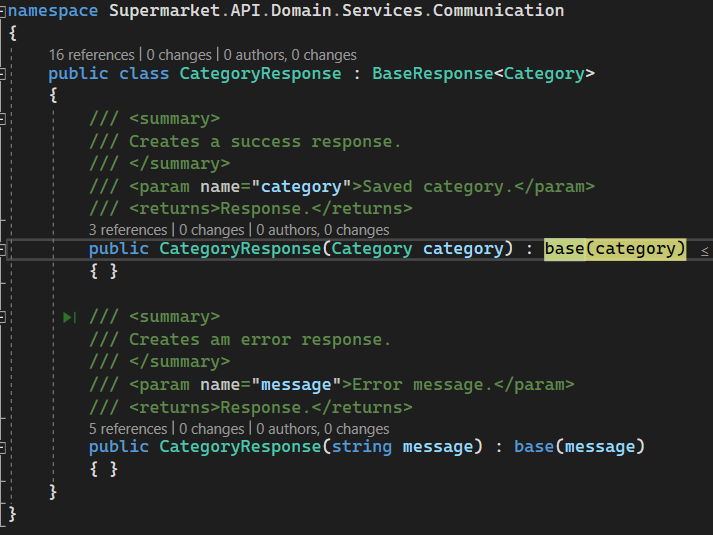 namespace Supermarket.API.Domain.Services.Communication
{
16 references | 0 changes | 0 authors, 0 changes
public class CategoryResponse : BaseResponse<Category>
{
/// <summary>
/// Creates a success response.
/// </summary>
/// <param name="category">Saved category.</param>
/// <returns>Response.</returns>
3 references | 0 changes | 0 authors, 0 changes
public CategoryResponse(Category category) : base(category) ≤
{ }
/// <summary>
/// Creates am error response.
/// </summary>
/// <param name="message">Error message.</param>
/// <returns>Response.</returns>
5 references | 0 changes | 0 authors, 0 changes
public CategoryResponse(string message) : base(message)
{ }
}
}